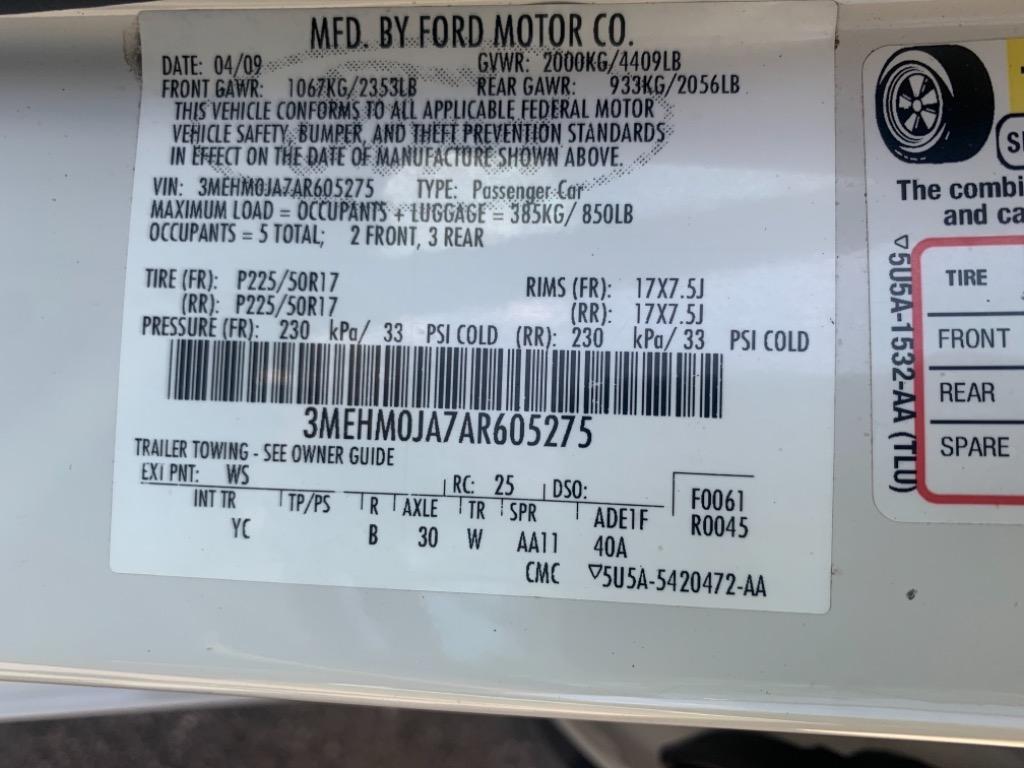 MFD. BY FORD MOTOR CO.
DATE: 04/09 GVWR: 2000KG/4409LB
FRONT GAWR: 1067KG/2353LB REAR GAWR: 933KG/2056LB
THIS VEHICLE CONFORMS TO ALL APPLICABLE FEDERAL MOTOR
VEHICLE SAFETY, BUMPER, AND THEFT PREVENTION STANDARDS
IN EFFECT ON THE DATE OF MANUFACTURE SHOWN ABOVE.
VIN: 3MEHM0JA7AR605275 TYPE: Passenger Car
MAXIMUM LOAD = OCCUPANTS + LUGGAGE = 385KG/ 850LB
OCCUPANTS = 5 TOTAL; 2 FRONT, 3 REAR
TIRE (FR): P225/50R17 RIMS (FR): 17X7.5J
(RR): P225/50R17 (RR): 17X7.5J
PRESSURE (FR): 230 kPa/ 33 PSI COLD (RR): 230 kPa/ 33 PSI COLD
3MEHM0JA7AR605275
TRAILER TOWING - SEE OWNER GUIDE
EXT PNT: WS RC: 25 DSO:
INT TR TP/PS R AXLE TR SPR ADE1F F0061
YC B 30 W AA11 40A R0045
CMC ▽5U5A-5420472-AA
The combi
and ca
▽5U5A-1532-AA (TLU)
TIRE
FRONT
REAR
SPARE